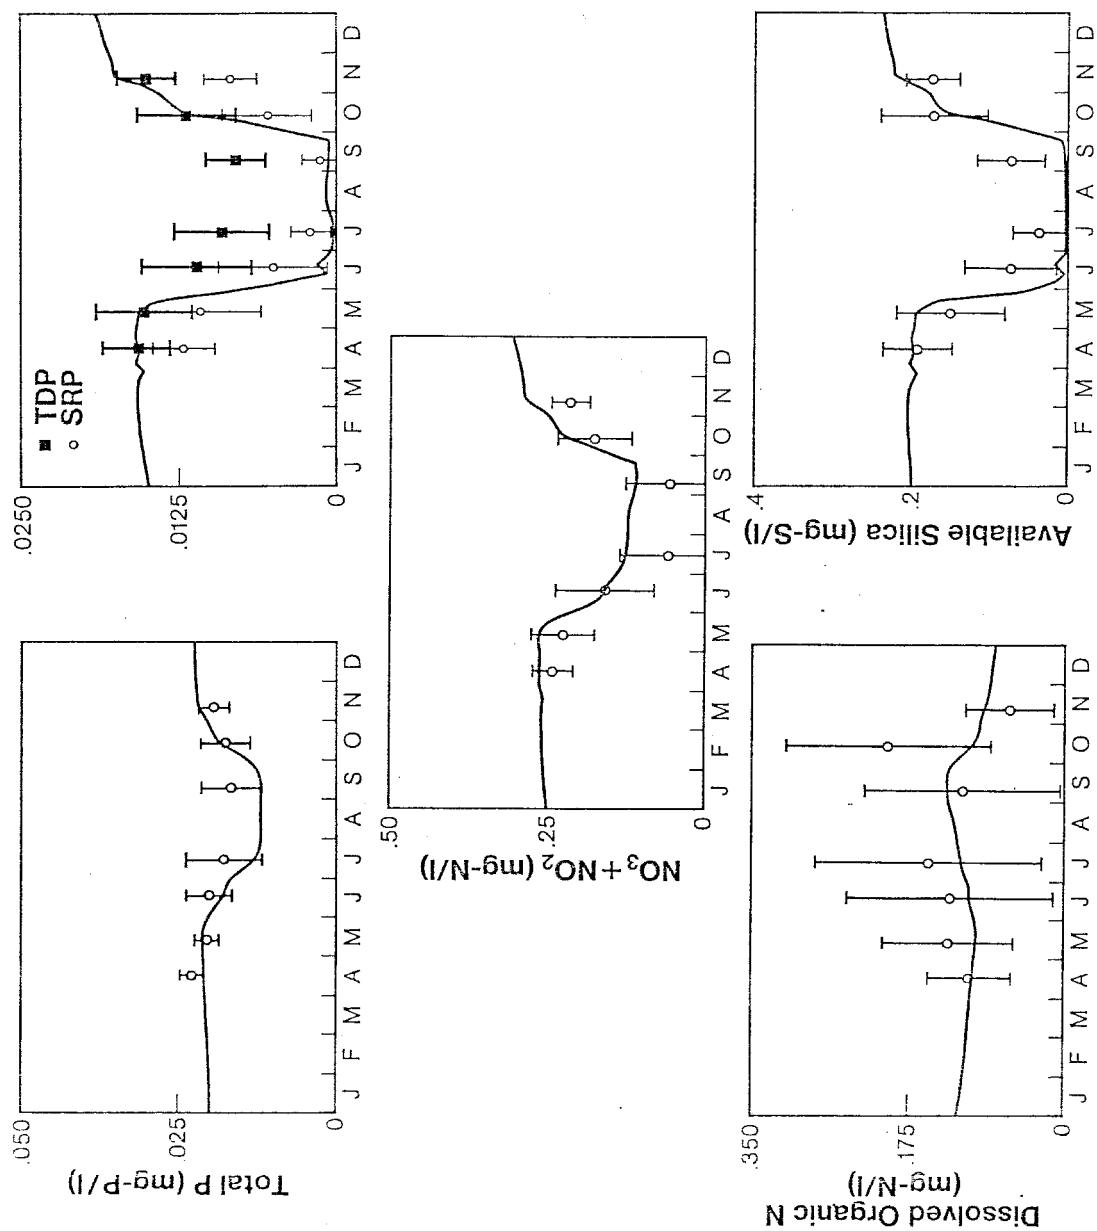 .0250
.0125
0
■ TDP
○ SRP
J F M A M J J A S O N D
Total P (mg-P/l)
.050
.025
0
J F M A M J J A S O N D
NO₃+NO₂ (mg-N/l)
.50
.25
0
J F M A M J J A S O N D
Available Silica (mg-S/l)
.4
.2
0
J F M A M J J A S O N D
Dissolved Organic N
(mg-N/l)
.350
.175
0
J F M A M J J A S O N D